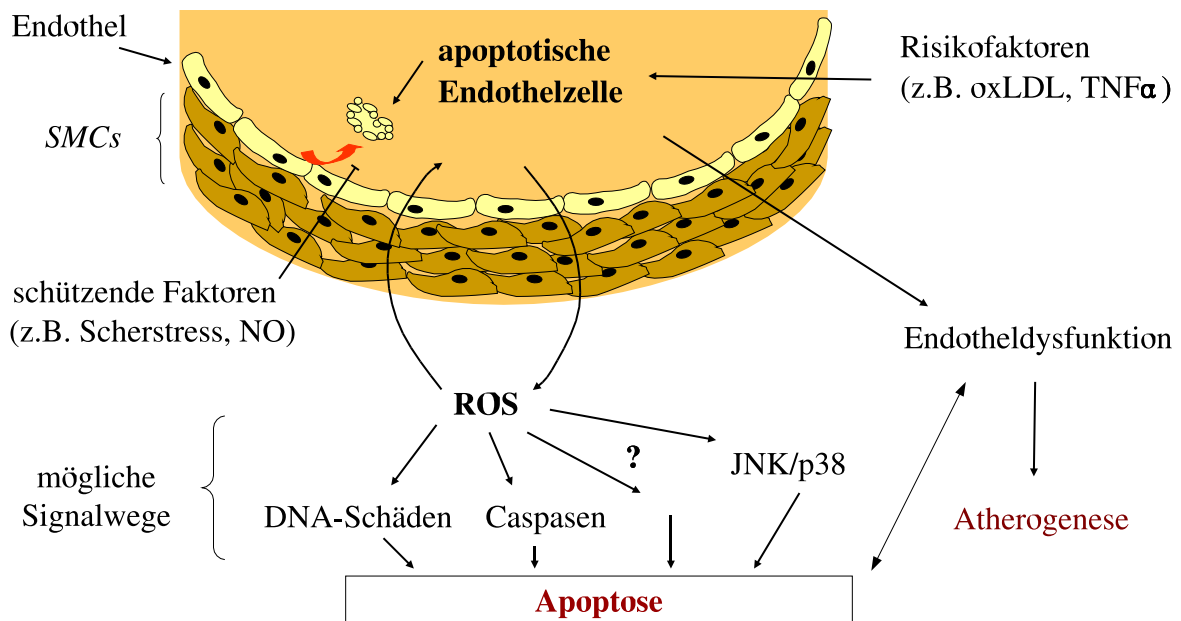 Endothel
apoptotische
Endothelzelle
Risikofaktoren
(z.B. oxLDL, TNFα)
SMCs
schützende Faktoren
(z.B. Scherstress, NO)
Endotheldysfunktion
ROS
?
JNK/p38
mögliche
Signalwege
DNA-Schäden
Caspasen
Atherogenese
Apoptose